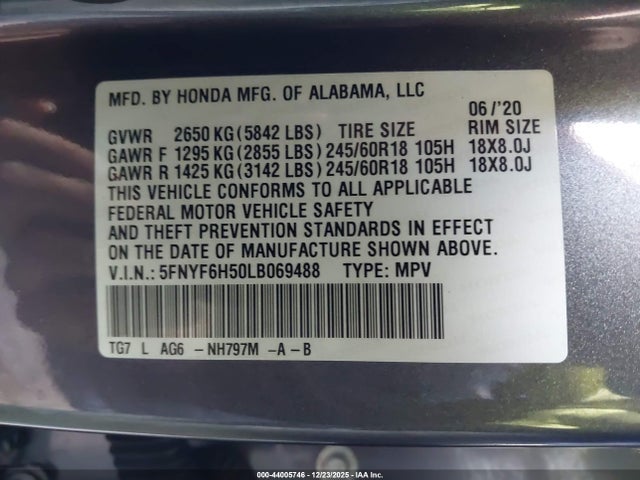 MFD. BY HONDA MFG. OF ALABAMA, LLC
06/'20
GVWR 2650 KG (5842 LBS) TIRE SIZE RIM SIZE
GAWR F 1295 KG (2855 LBS) 245/60R18 105H 18X8.0J
GAWR R 1425 KG (3142 LBS) 245/60R18 105H 18X8.0J
THIS VEHICLE CONFORMS TO ALL APPLICABLE
FEDERAL MOTOR VEHICLE SAFETY
AND THEFT PREVENTION STANDARDS IN EFFECT
ON THE DATE OF MANUFACTURE SHOWN ABOVE.
V.I.N.: 5FNYF6H50LB069488 TYPE: MPV
TG7 L AG6 -NH797M -A-B
000-44005746 - 12/23/2025 - IAA Inc.